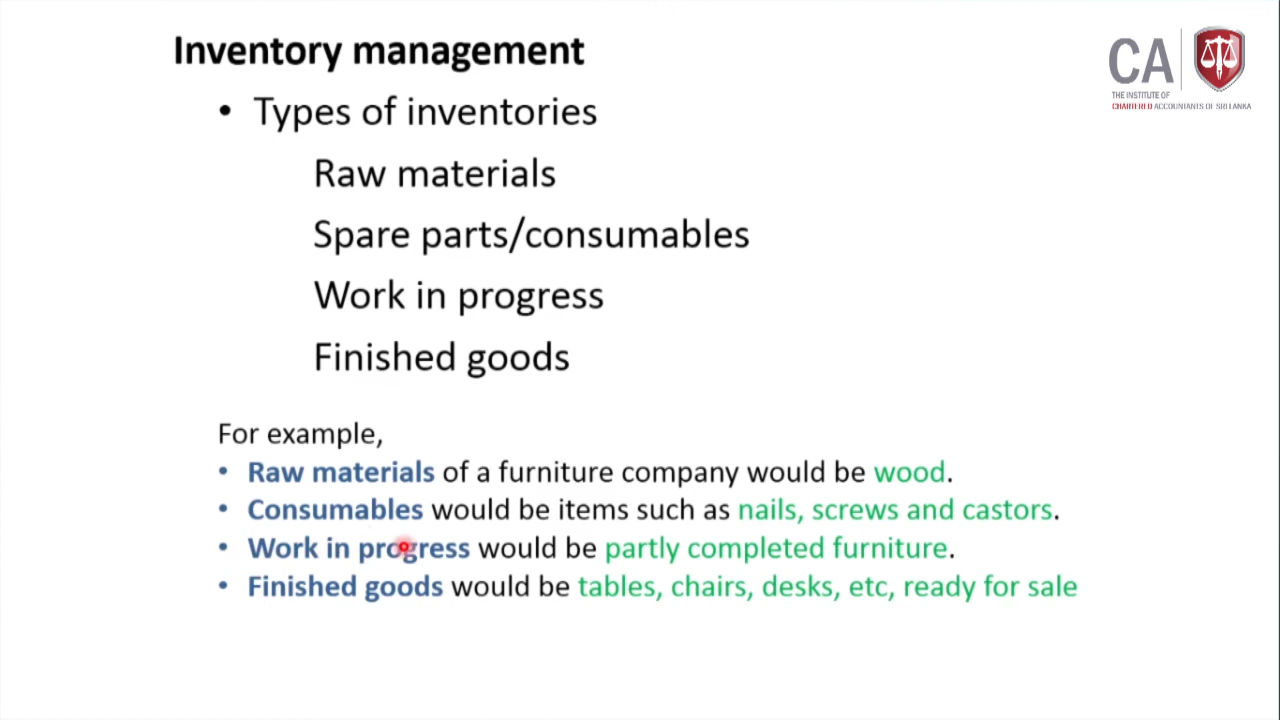 Inventory management
• Types of inventories
Raw materials
Spare parts/consumables
Work in progress
Finished goods
For example,
• Raw materials of a furniture company would be wood.
• Consumables would be items such as nails, screws and castors.
• Work in progress would be partly completed furniture.
• Finished goods would be tables, chairs, desks, etc, ready for sale
CA
THE INSTITUTE OF
CHARTERED ACCOUNTANTS OF SRI LANKA